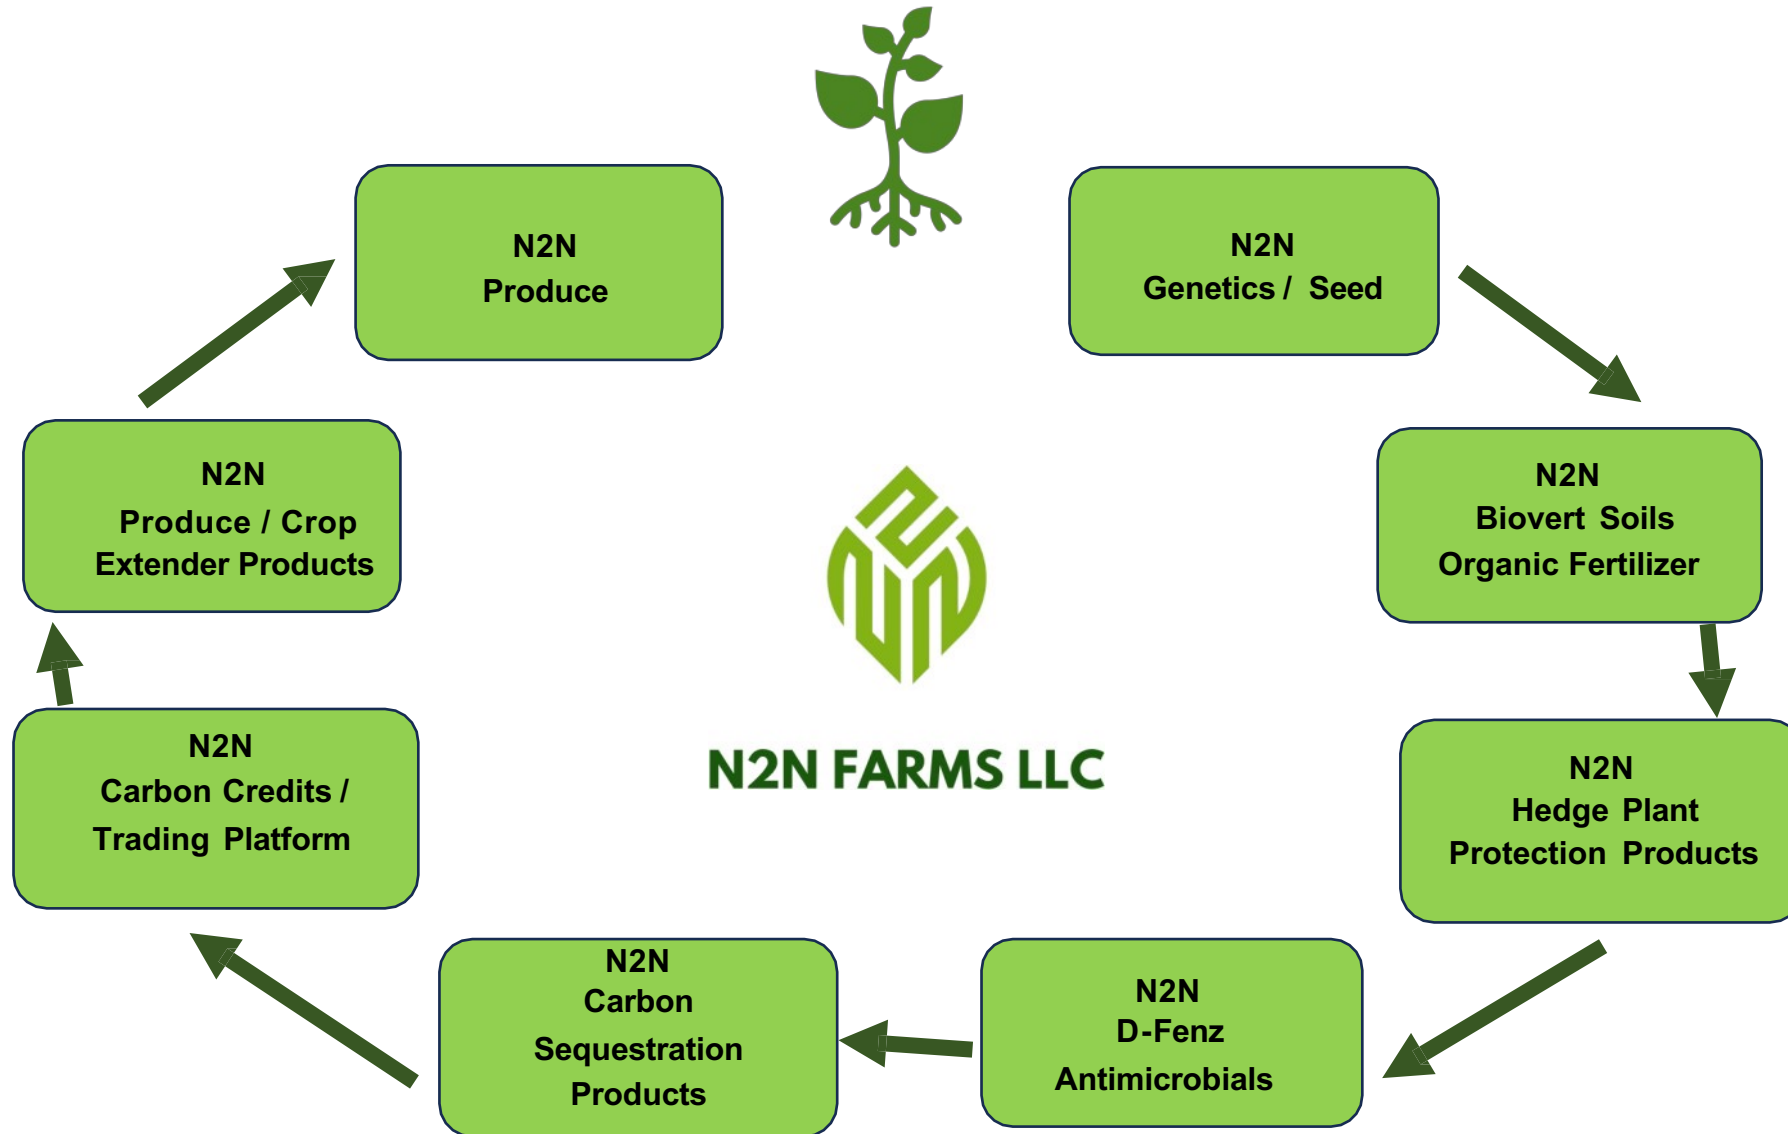 N2N
Produce
N2N
Genetics / Seed
N2N
Biovert Soils
Organic Fertilizer
N2N
Hedge Plant
Protection Products
N2N
D-Fenz
Antimicrobials
N2N
Carbon
Sequestration
Products
N2N
Carbon Credits /
Trading Platform
N2N
Produce / Crop
Extender Products
N2N FARMS LLC